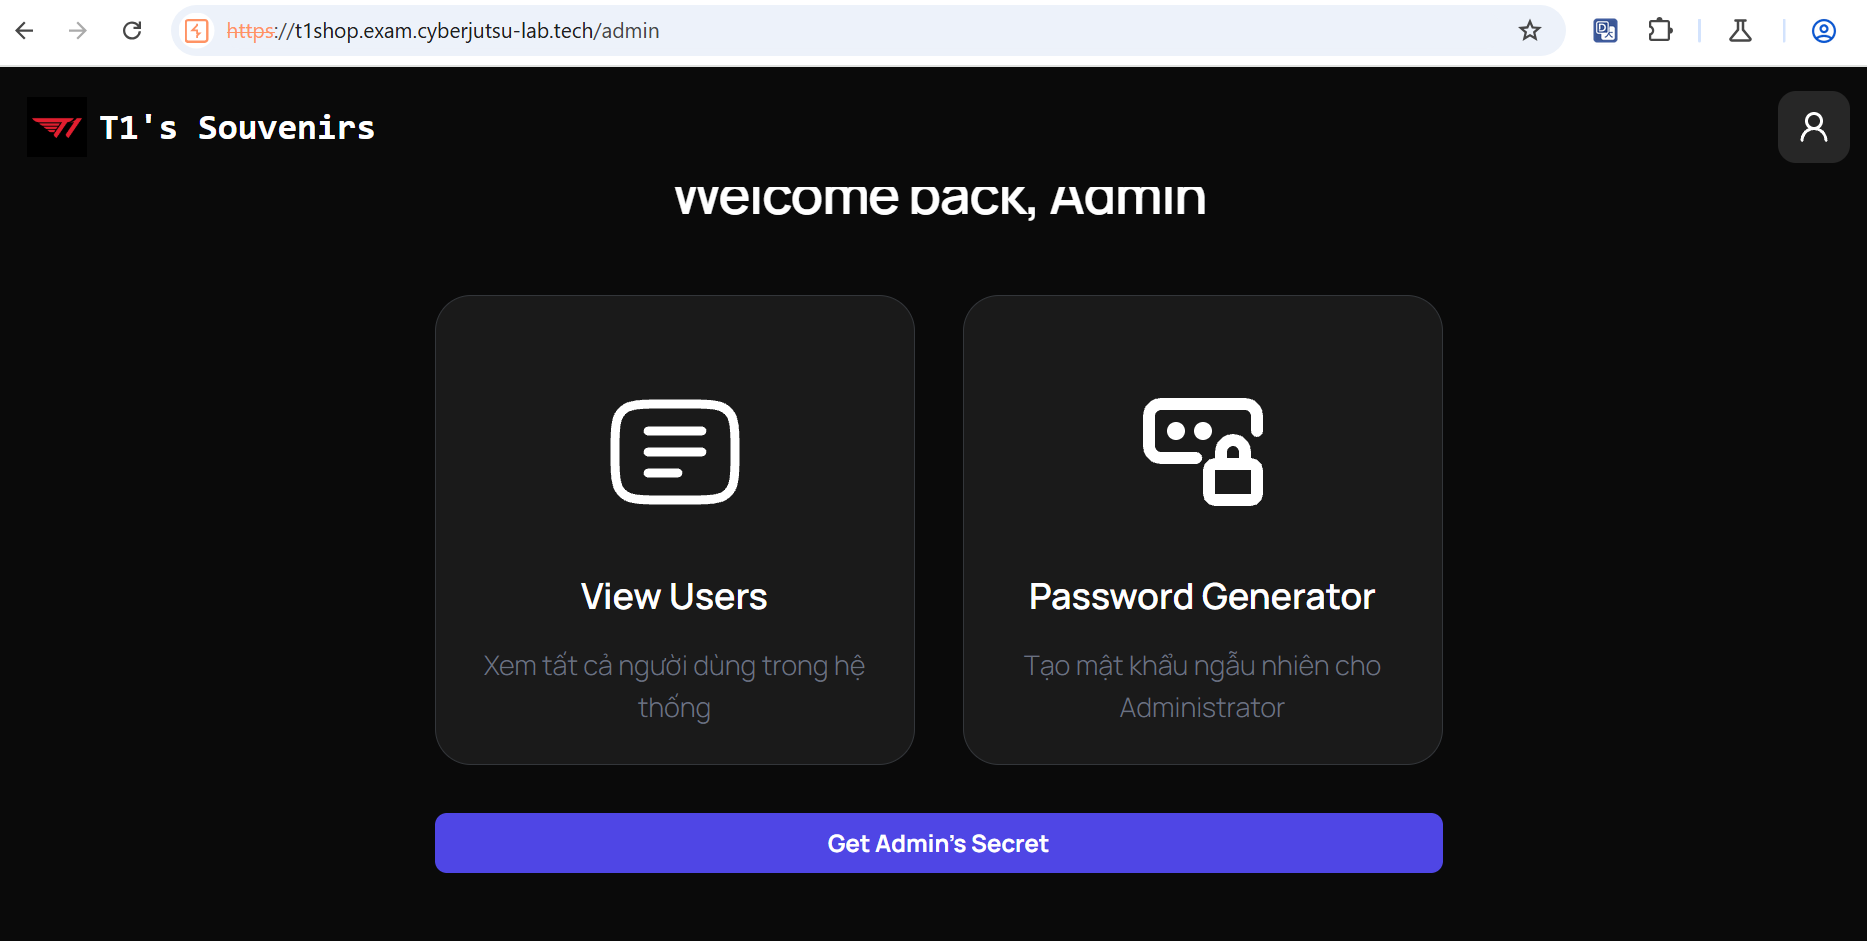 https://t1shop.exam.cyberjutsu-lab.tech/admin
T1's Souvenirs
Welcome back, Admin
View Users
Xem tất cả người dùng trong hệ
thống
Password Generator
Tạo mật khẩu ngẫu nhiên cho
Administrator
Get Admin's Secret